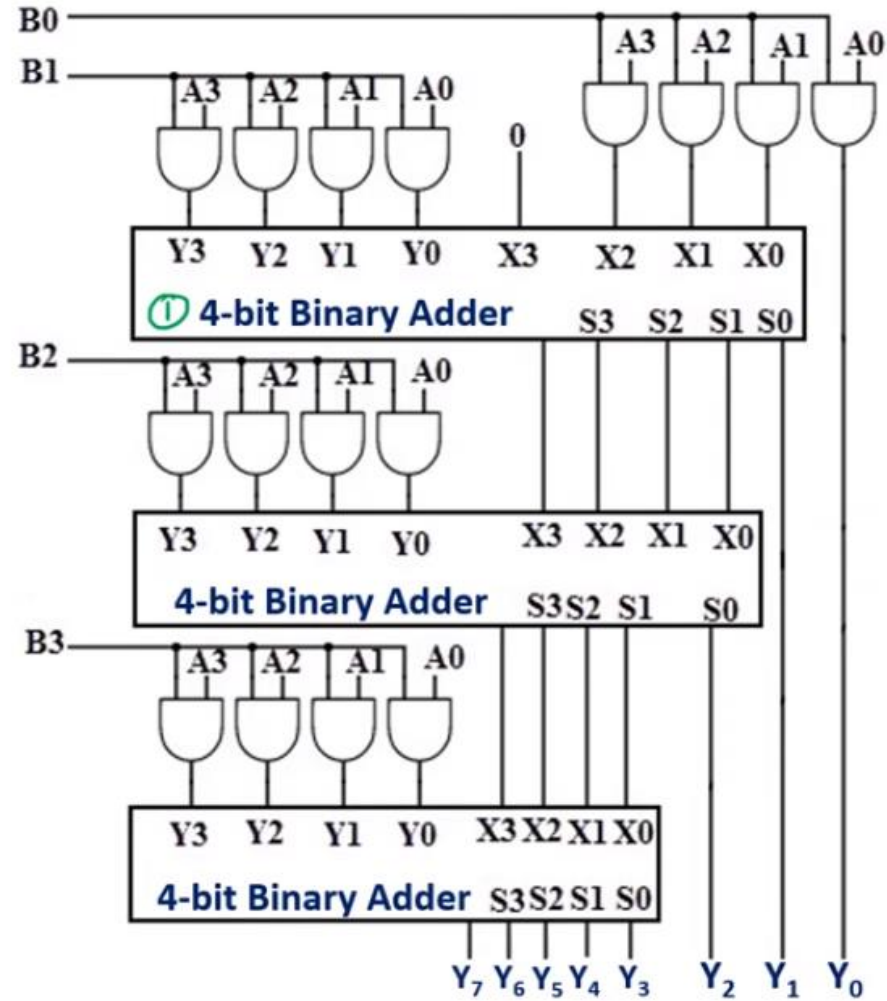 B0
A3 A2 A1 A0
B1
A3 A2 A1 A0
0
Y3 Y2 Y1 Y0 X3 X2 X1 X0
1 4-bit Binary Adder S3 S2 S1 S0
B2
A3 A2 A1 A0
Y3 Y2 Y1 Y0 X3 X2 X1 X0
4-bit Binary Adder S3 S2 S1 S0
B3
A3 A2 A1 A0
Y3 Y2 Y1 Y0 X3 X2 X1 X0
4-bit Binary Adder S3 S2 S1 S0
Y₇ Y₆ Y₅ Y₄ Y₃ Y₂ Y₁ Y₀